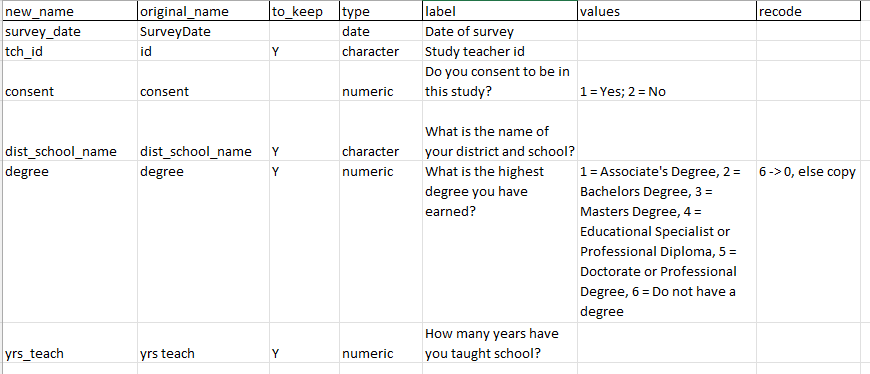 new_name original_name to_keep type label values recode
survey_date SurveyDate date Date of survey
tch_id id Y character Study teacher id
Do you consent to be in
consent consent numeric this study? 1 = Yes; 2 = No
What is the name of
dist_school_name dist_school_name Y character your district and school?
degree degree Y numeric What is the highest 1 = Associate's Degree, 2 = 6 -> 0, else copy
degree you have Bachelors Degree, 3 =
earned? Masters Degree, 4 =
Educational Specialist or
Professional Diploma, 5 =
Doctorate or Professional
Degree, 6 = Do not have a
degree
How many years have
yrs_teach yrs teach Y numeric you taught school?